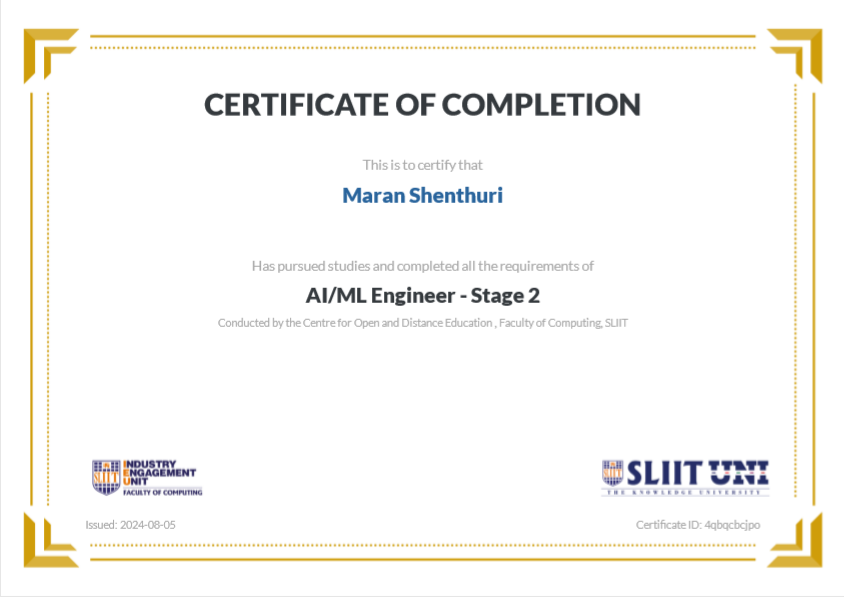 CERTIFICATE OF COMPLETION
This is to certify that
Maran Shenthuri
Has pursued studies and completed all the requirements of
AI/ML Engineer - Stage 2
Conducted by the Centre for Open and Distance Education , Faculty of Computing, SLIIT
SLIIT
INDUSTRY
ENGAGEMENT
UNIT
FACULTY OF COMPUTING
SLIIT UNI
THE KNOWLEDGE UNIVERSITY
Issued: 2024-08-05
Certificate ID: 4qbqcbcjpo